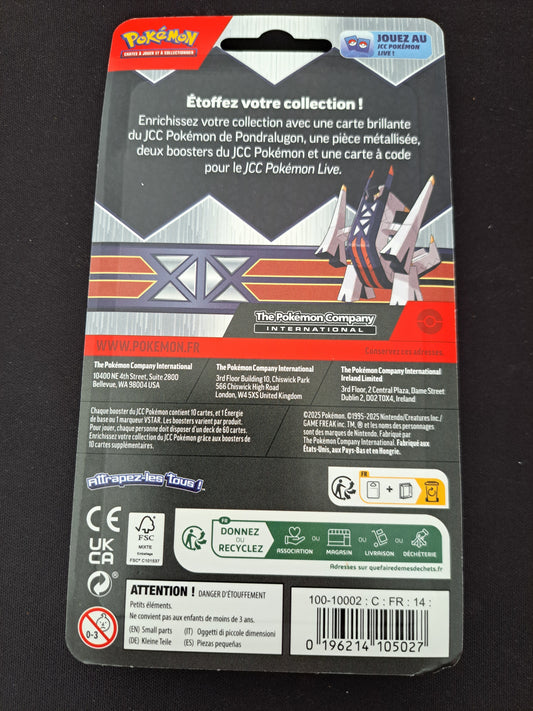 POKÉMON
CARTES À JOUER ET À COLLECTIONNER
JOUEZ AU
JCC POKÉMON
LIVE !
Étoffez votre collection !
Enrichissez votre collection avec une carte brillante
du JCC Pokémon de Pondralugon, une pièce métallisée,
deux boosters du JCC Pokémon et une carte à code
pour le JCC Pokémon Live.
The Pokémon Company
INTERNATIONAL
WWW.POKEMON.FR
Conservez ces adresses.
The Pokémon Company International
10400 NE 4th Street, Suite 2800
Bellevue, WA 98004 USA
The Pokémon Company International
3rd Floor Building 10, Chiswick Park
566 Chiswick High Road
London, W4 5XS United Kingdom
The Pokémon Company International
Ireland Limited
3rd Floor, 2 Central Plaza, Dame Street
Dublin 2, D02 T0X4, Ireland
Chaque booster du JCC Pokémon contient 10 cartes, et 1 Énergie
de base ou 1 marqueur VSTAR. Les boosters varient par produit.
Pour jouer, chaque personne doit disposer d'un deck de 60 cartes.
Enrichissez votre collection du JCC Pokémon grâce aux boosters de
10 cartes supplémentaires.
©2025 Pokémon. ©1995-2025 Nintendo/Creatures Inc./
GAME FREAK inc. TM, ® et les noms des personnages
sont des marques de Nintendo. Fabriqué par
The Pokémon Company International. Fabriqué aux
États-Unis, aux Pays-Bas et en Hongrie.
Attrapez-les Tous !
FR
+
CE
UK
CA
FSC
MIXTE
Emballage
FSC® C101537
FR
DONNEZ
OU
RECYCLEZ
ASSOCIATION
OU
MAGASIN
OU
LIVRAISON
OU
DÉCHÈTERIE
Adresses sur quefairedemesdechets.fr
0-3
ATTENTION ! DANGER D'ÉTOUFFEMENT
Petits éléments.
Ne convient pas aux enfants de moins de 3 ans.
(EN) Small parts
(IT) Oggetti di piccole dimensioni
(DE) Kleine Teile
(ES) Piezas pequeñas
100-10002 : C : FR : 14 :
0 196214 105027